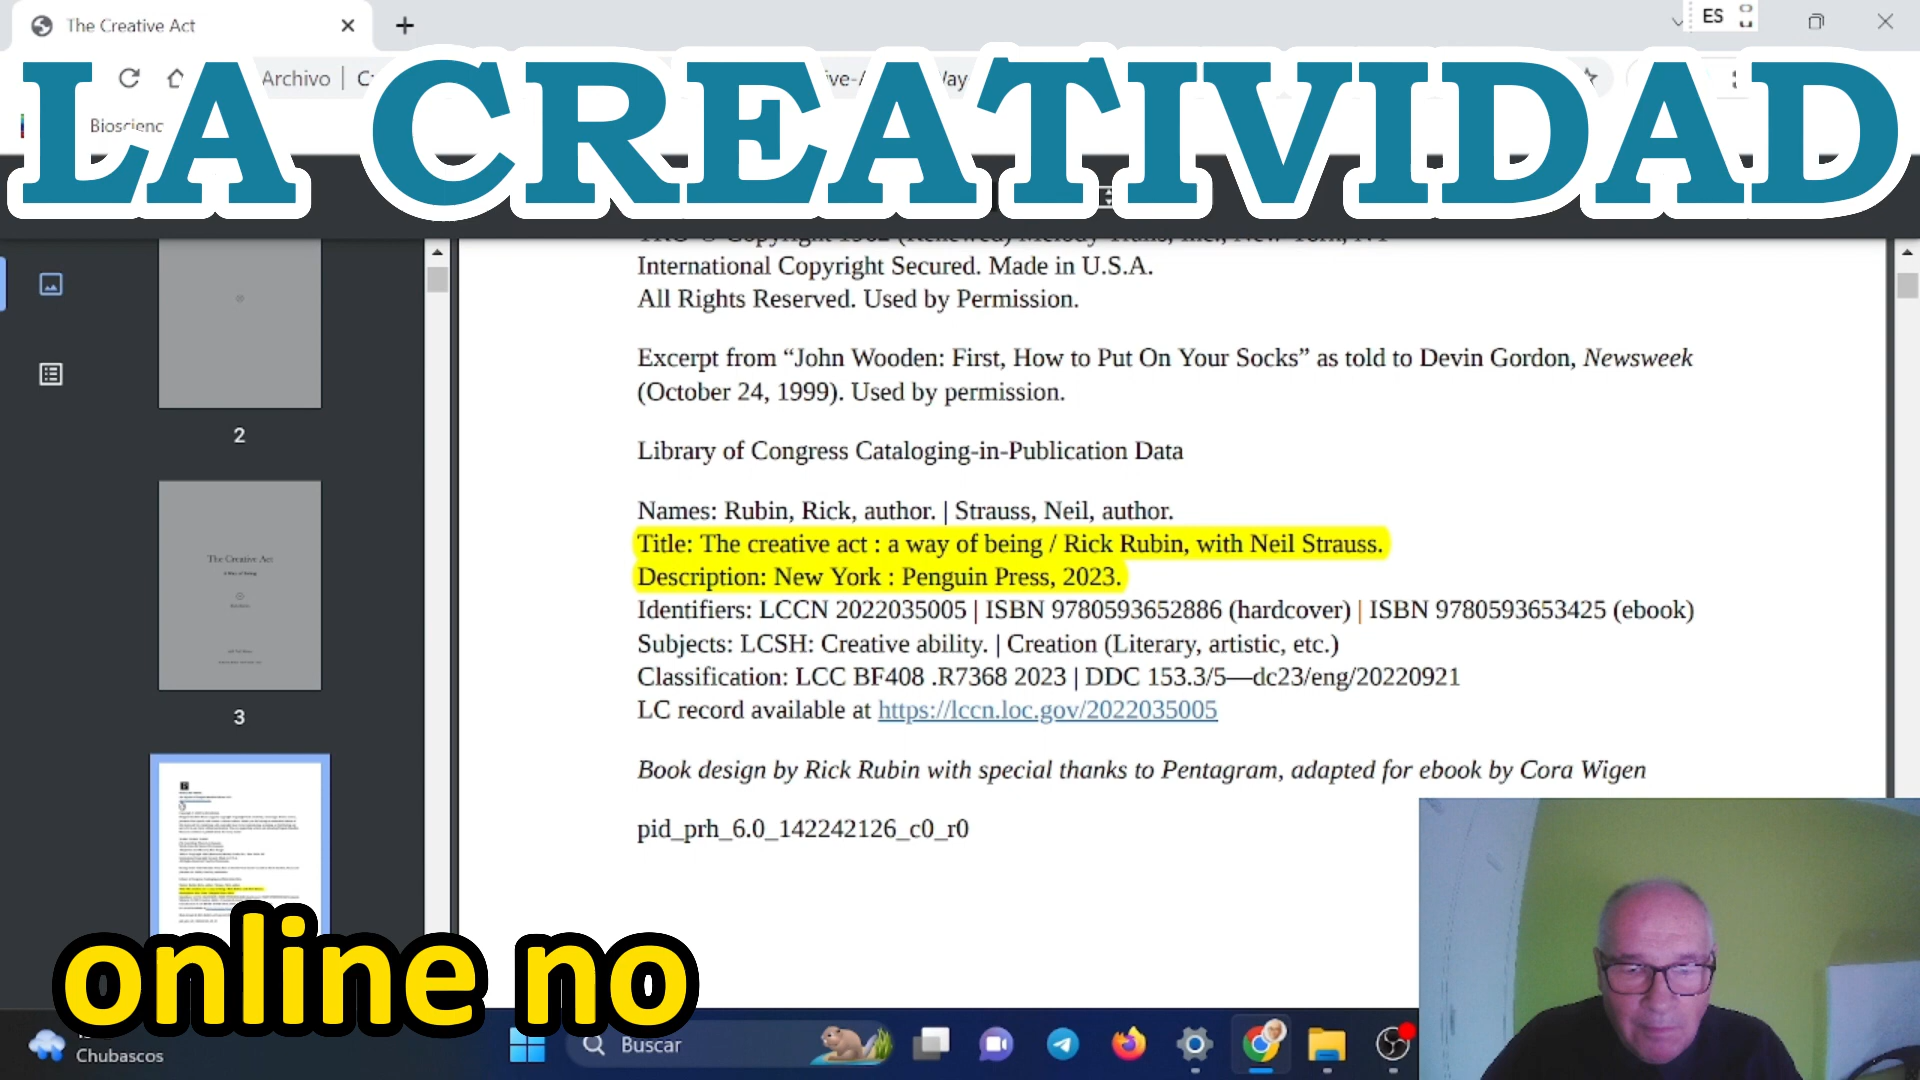 The Creative Act
ES
LA CREATIVIDAD
Archivo
International Copyright Secured. Made in U.S.A.
All Rights Reserved. Used by Permission.
Excerpt from “John Wooden: First, How to Put On Your Socks” as told to Devin Gordon, Newsweek
(October 24, 1999). Used by permission.
Library of Congress Cataloging-in-Publication Data
Names: Rubin, Rick, author. | Strauss, Neil, author.
Title: The creative act : a way of being / Rick Rubin, with Neil Strauss.
Description: New York : Penguin Press, 2023.
Identifiers: LCCN 2022035005 | ISBN 9780593652886 (hardcover) | ISBN 9780593653425 (ebook)
Subjects: LCSH: Creative ability. | Creation (Literary, artistic, etc.)
Classification: LCC BF408 .R7368 2023 | DDC 153.3/5—dc23/eng/20220921
LC record available at https://lccn.loc.gov/2022035005
Book design by Rick Rubin with special thanks to Pentagram, adapted for ebook by Cora Wigen
pid_prh_6.0_142242126_c0_r0
2
The Creative Act
A Way of Being
3
online no
Chubascos
Buscar